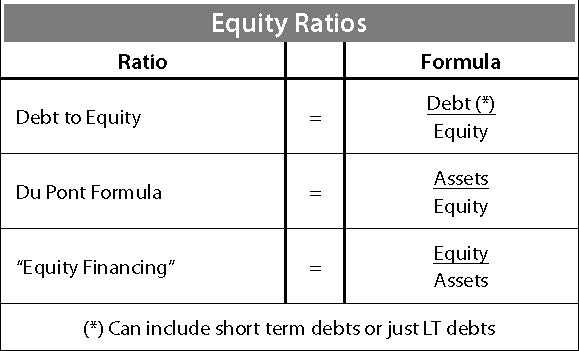 Equity Ratios
Ratio Formula
Debt to Equity = Debt (*)
Equity
Du Pont Formula = Assets
Equity
“Equity Financing” = Equity
Assets
(*) Can include short term debts or just LT debts